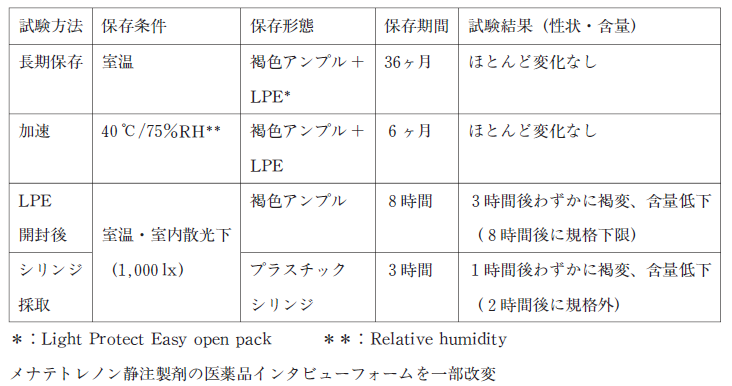 試験方法 保存条件 保存形態 保存期間 試験結果（性状・含量）
長期保存 室温 褐色アンプル＋ 36ヶ月 ほとんど変化なし
LPE*
加速 40℃/75%RH** 褐色アンプル＋ 6ヶ月 ほとんど変化なし
LPE
LPE 褐色アンプル 8時間 3時間後わずかに褐変、含量低下
開封後 室温・室内散光下 （8時間後に規格下限）
シリンジ （1,000 lx） プラスチック 3時間 1時間後わずかに褐変、含量低下
採取 シリンジ （2時間後に規格外）
＊：Light Protect Easy open pack ＊＊：Relative humidity
メナテトレノン静注製剤の医薬品インタビューフォームを一部改変